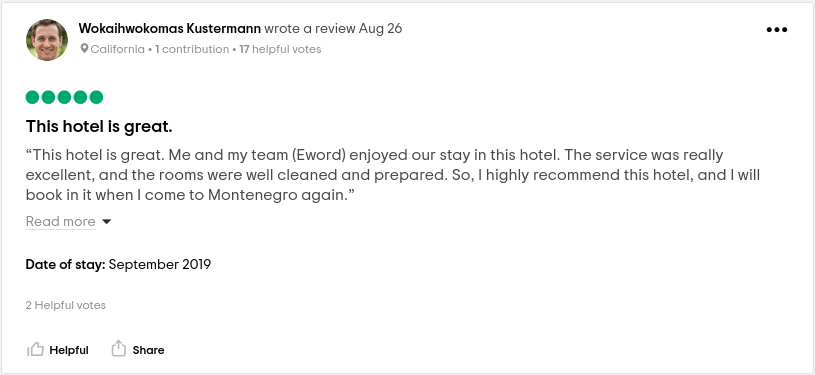 Wokaihwokomas Kustermann wrote a review Aug 26
California • 1 contribution • 17 helpful votes
This hotel is great.
“This hotel is great. Me and my team (Eword) enjoyed our stay in this hotel. The service was really
excellent, and the rooms were well cleaned and prepared. So, I highly recommend this hotel, and I will
book in it when I come to Montenegro again.”
Read more
Date of stay: September 2019
2 Helpful votes
Helpful Share